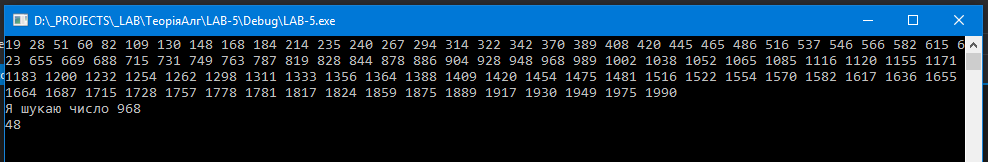 D:\_PROJECTS\_LAB\ТеоріяАлг\LAB-5\Debug\LAB-5.exe
19 28 51 60 82 109 130 148 168 184 214 235 240 267 294 314 322 342 370 389 408 420 445 465 486 516 537 546 566 582 615 6
23 655 669 688 715 731 749 763 787 819 828 844 878 886 904 928 948 968 989 1002 1038 1052 1065 1085 1116 1120 1155 1171
1183 1200 1232 1254 1262 1298 1311 1333 1356 1364 1388 1409 1420 1454 1475 1481 1516 1522 1554 1570 1582 1617 1636 1655
1664 1687 1715 1728 1757 1778 1781 1817 1824 1859 1875 1889 1917 1930 1949 1975 1990
Я шукаю число 968
48